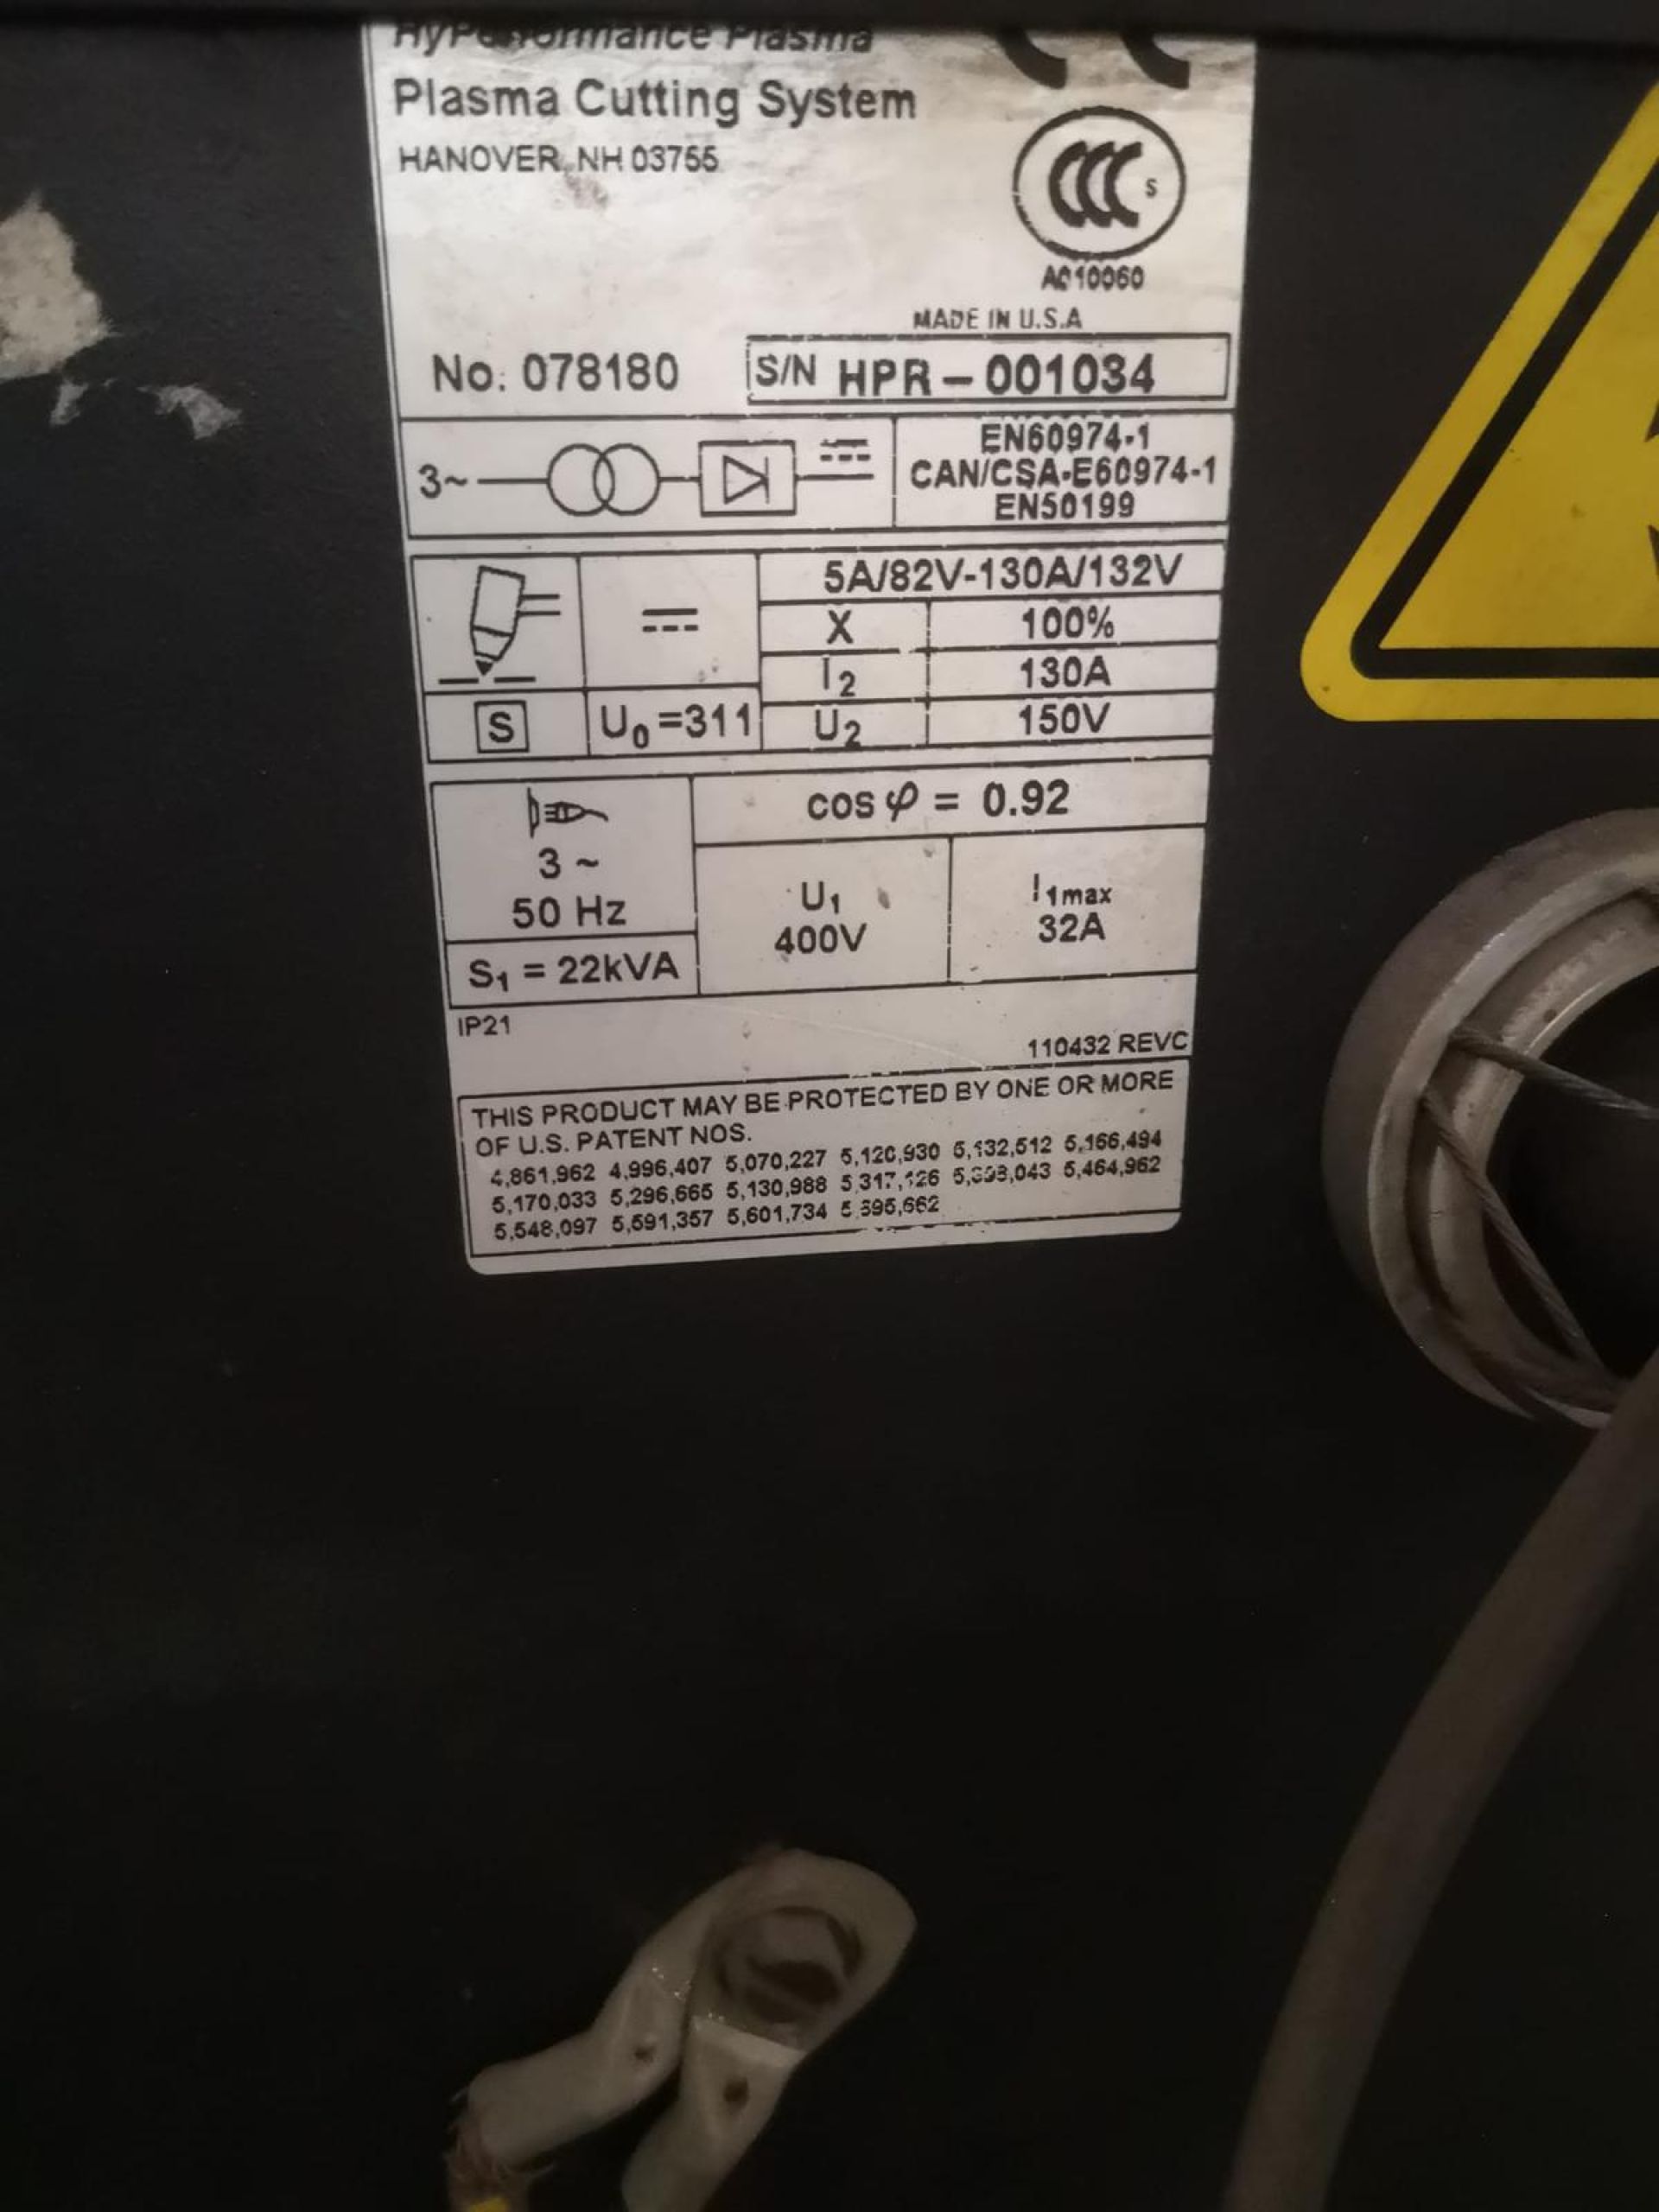 HyPerformance Plasma
Plasma Cutting System
HANOVER, NH 03755
CCC S
A010060
MADE IN U.S.A
No: 078180
S/N HPR-001034
3~
EN60974-1
CAN/CSA-E60974-1
EN50199
5A/82V-130A/132V
X 100%
I2 130A
S U0=311 U2 150V
cos φ = 0.92
3 ~
50 Hz
U1
400V
I1max
32A
S1 = 22kVA
IP21
110432 REVC
THIS PRODUCT MAY BE PROTECTED BY ONE OR MORE
OF U.S. PATENT NOS.
4,861,962 4,996,407 5,070,227 5,120,930 5,132,512 5,166,494
5,170,033 5,296,665 5,130,988 5,317,126 5,464,962
5,548,097 5,591,357 5,601,734